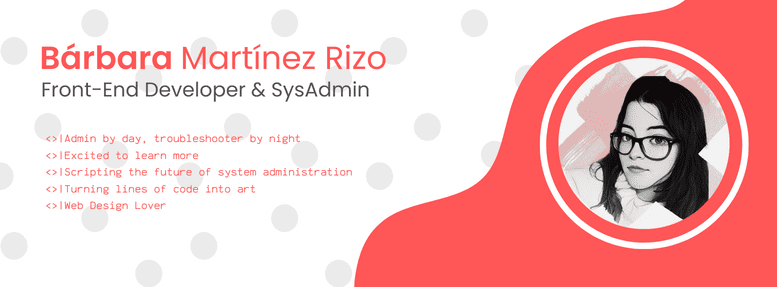 Bárbara Martínez Rizo
Front-End Developer & SysAdmin
<>|Admin by day, troubleshooter by night
<>|Excited to learn more
<>|Scripting the future of system administration
<>|Turning lines of code into art
<>|Web Design Lover